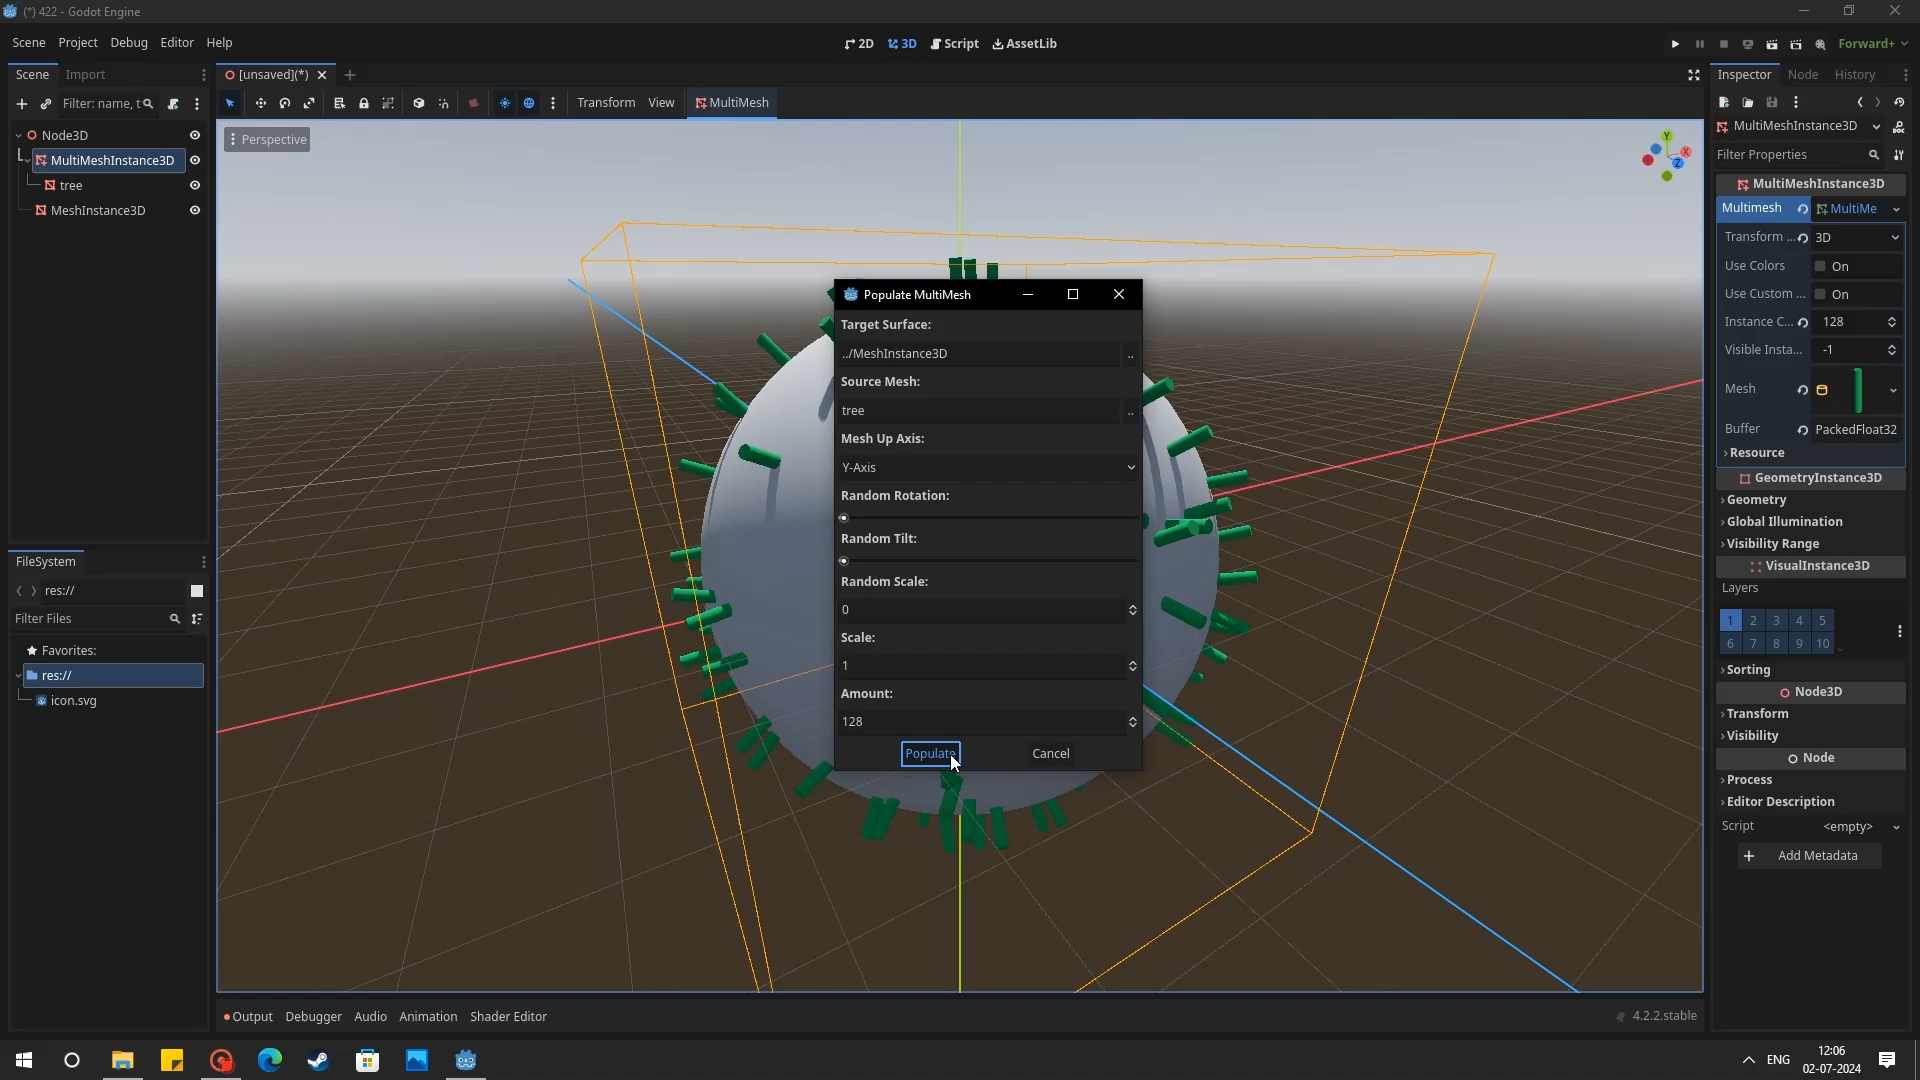 (*) 422 - Godot Engine
Scene Project Debug Editor Help
2D 3D Script AssetLib
Forward+
Scene Import
[unsaved](*)
Inspector Node History
Filter: name, t
Transform View MultiMesh
Node3D
MultiMeshInstance3D
tree
MeshInstance3D
FileSystem
res://
Filter Files
Favorites:
res://
icon.svg
Perspective
Y
X
Z
Populate MultiMesh
Target Surface:
../MeshInstance3D ..
Source Mesh:
tree ..
Mesh Up Axis:
Y-Axis
Random Rotation:
Random Tilt:
Random Scale:
0
Scale:
1
Amount:
128
Populate Cancel
MultiMeshInstance3D
Filter Properties
MultiMeshInstance3D
Multimesh MultiMe
Transform ... 3D
Use Colors On
Use Custom ... On
Instance C... 128
Visible Insta... -1
Mesh
Buffer PackedFloat32
Resource
GeometryInstance3D
Geometry
Global Illumination
Visibility Range
VisualInstance3D
Layers
1 2 3 4 5
6 7 8 9 10
Sorting
Node3D
Transform
Visibility
Node
Process
Editor Description
Script <empty>
Add Metadata
Output Debugger Audio Animation Shader Editor
4.2.2.stable
ENG
12:06
02-07-2024